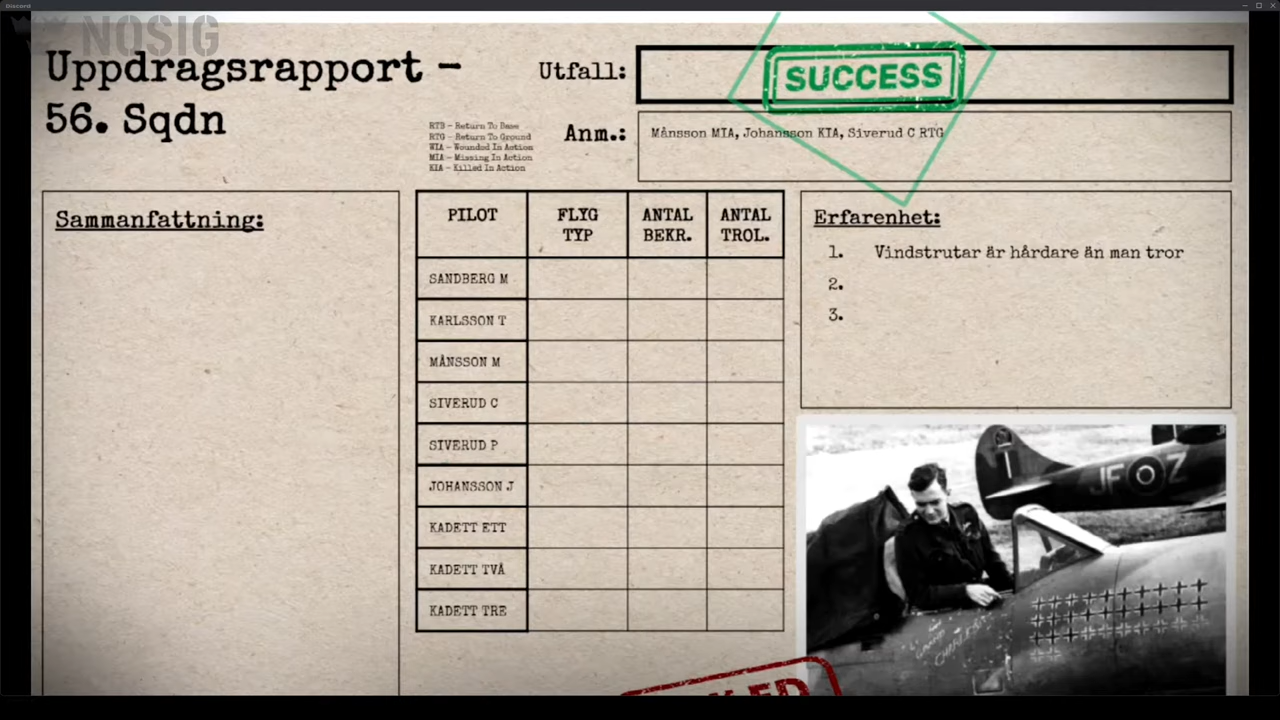 Discord
NOSIG
Uppdragsrapport –
56. Sqdn
Utfall:
SUCCESS
RTB – Return To Base
RTG – Return To Ground
WIA – Wounded In Action
MIA – Missing In Action
KIA – Killed In Action
Anm.:
Månsson MIA, Johansson KIA, Siverud C RTG
Sammanfattning:
PILOT
FLYG
TYP
ANTAL
BEKR.
ANTAL
TROL.
SANDBERG M
KARLSSON T
MÅNSSON M
SIVERUD C
SIVERUD P
JOHANSSON J
KADETT ETT
KADETT TVÅ
KADETT TRE
Erfarenhet:
1. Vindstrutar är hårdare än man tror
2.
3.
JF Z